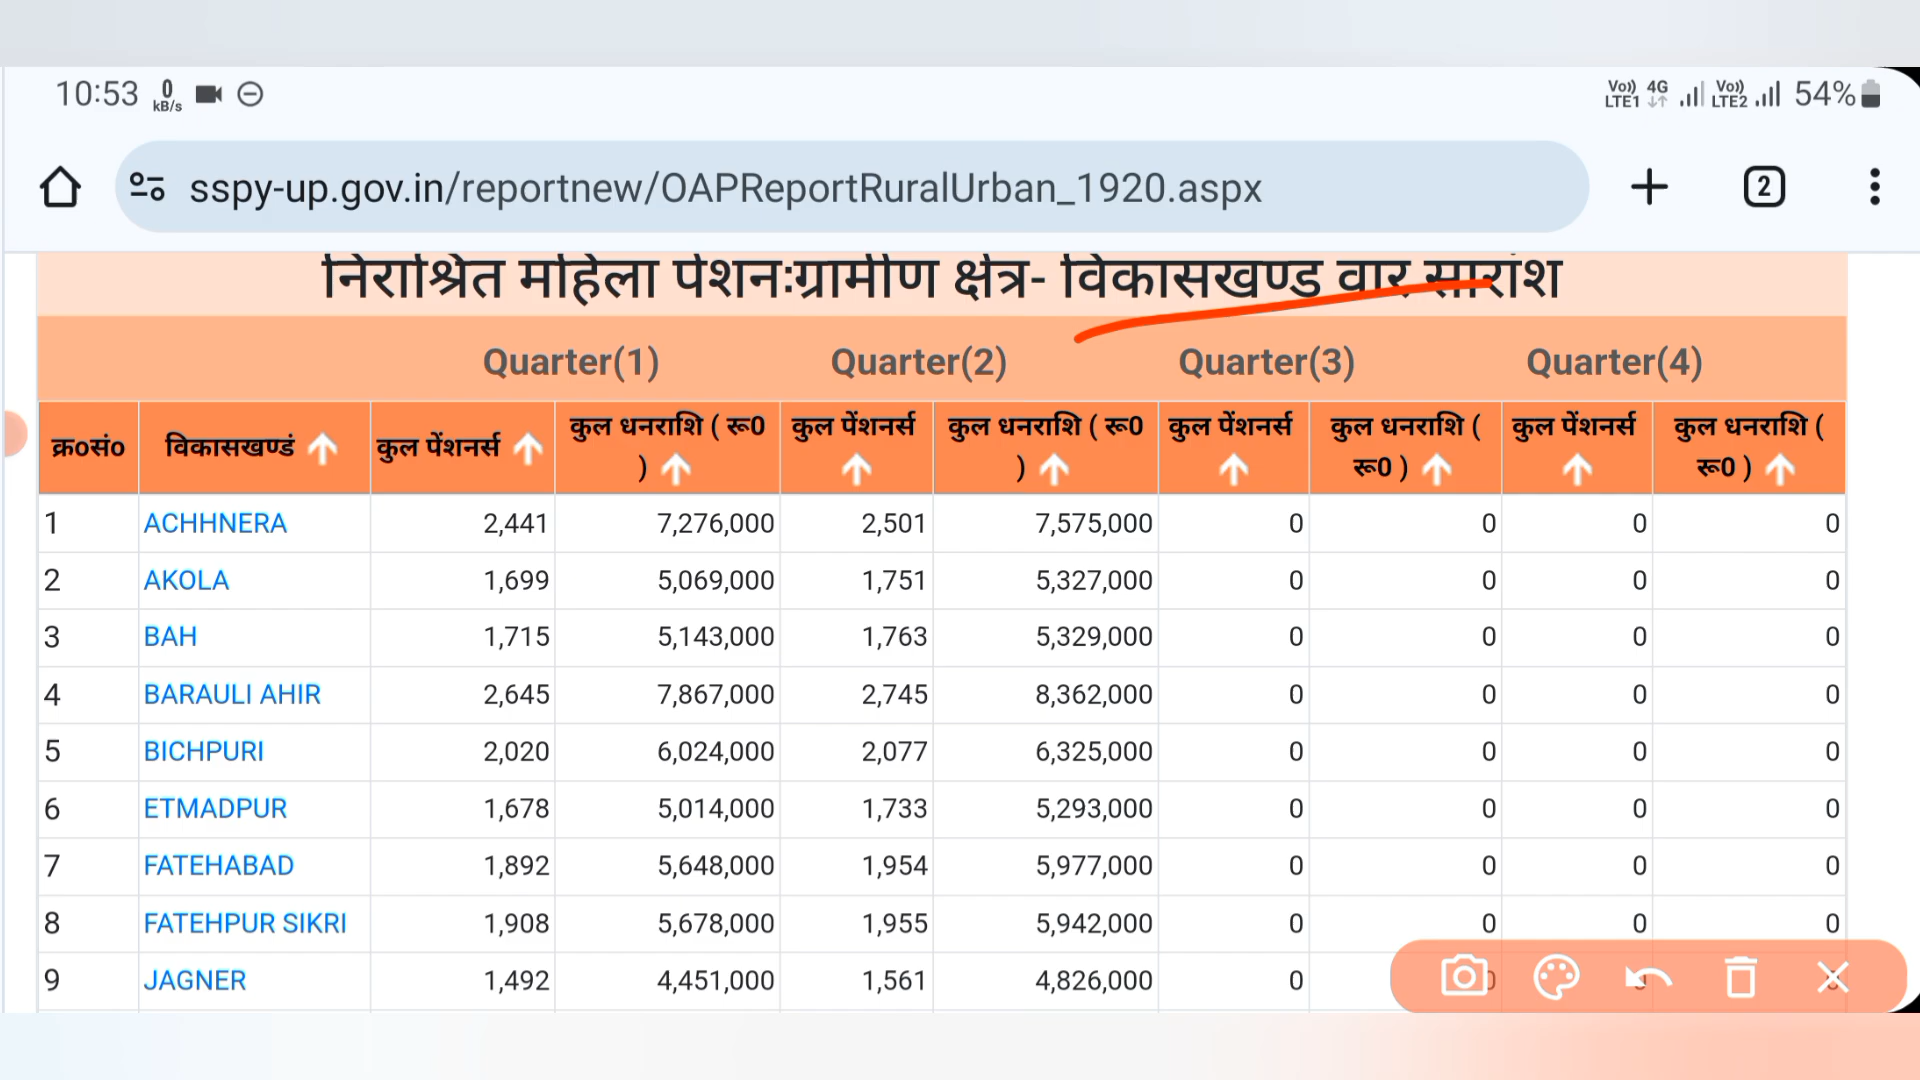 10:53 0 kB/s Vo)) LTE1 4G Vo)) LTE2 54%
sspy-up.gov.in/reportnew/OAPReportRuralUrban_1920.aspx 2
निराश्रित महिला पेंशनःग्रामीण क्षेत्र- विकासखण्ड वार सारांश
Quarter(1) Quarter(2) Quarter(3) Quarter(4)
क्र०सं० विकासखण्डं कुल पेंशनर्स कुल धनराशि ( रू0 ) कुल पेंशनर्स कुल धनराशि ( रू0 ) कुल पेंशनर्स कुल धनराशि ( रू0 ) कुल पेंशनर्स कुल धनराशि ( रू0 )
1 ACHHNERA 2,441 7,276,000 2,501 7,575,000 0 0 0 0
2 AKOLA 1,699 5,069,000 1,751 5,327,000 0 0 0 0
3 BAH 1,715 5,143,000 1,763 5,329,000 0 0 0 0
4 BARAULI AHIR 2,645 7,867,000 2,745 8,362,000 0 0 0 0
5 BICHPURI 2,020 6,024,000 2,077 6,325,000 0 0 0 0
6 ETMADPUR 1,678 5,014,000 1,733 5,293,000 0 0 0 0
7 FATEHABAD 1,892 5,648,000 1,954 5,977,000 0 0 0 0
8 FATEHPUR SIKRI 1,908 5,678,000 1,955 5,942,000 0 0 0 0
9 JAGNER 1,492 4,451,000 1,561 4,826,000 0